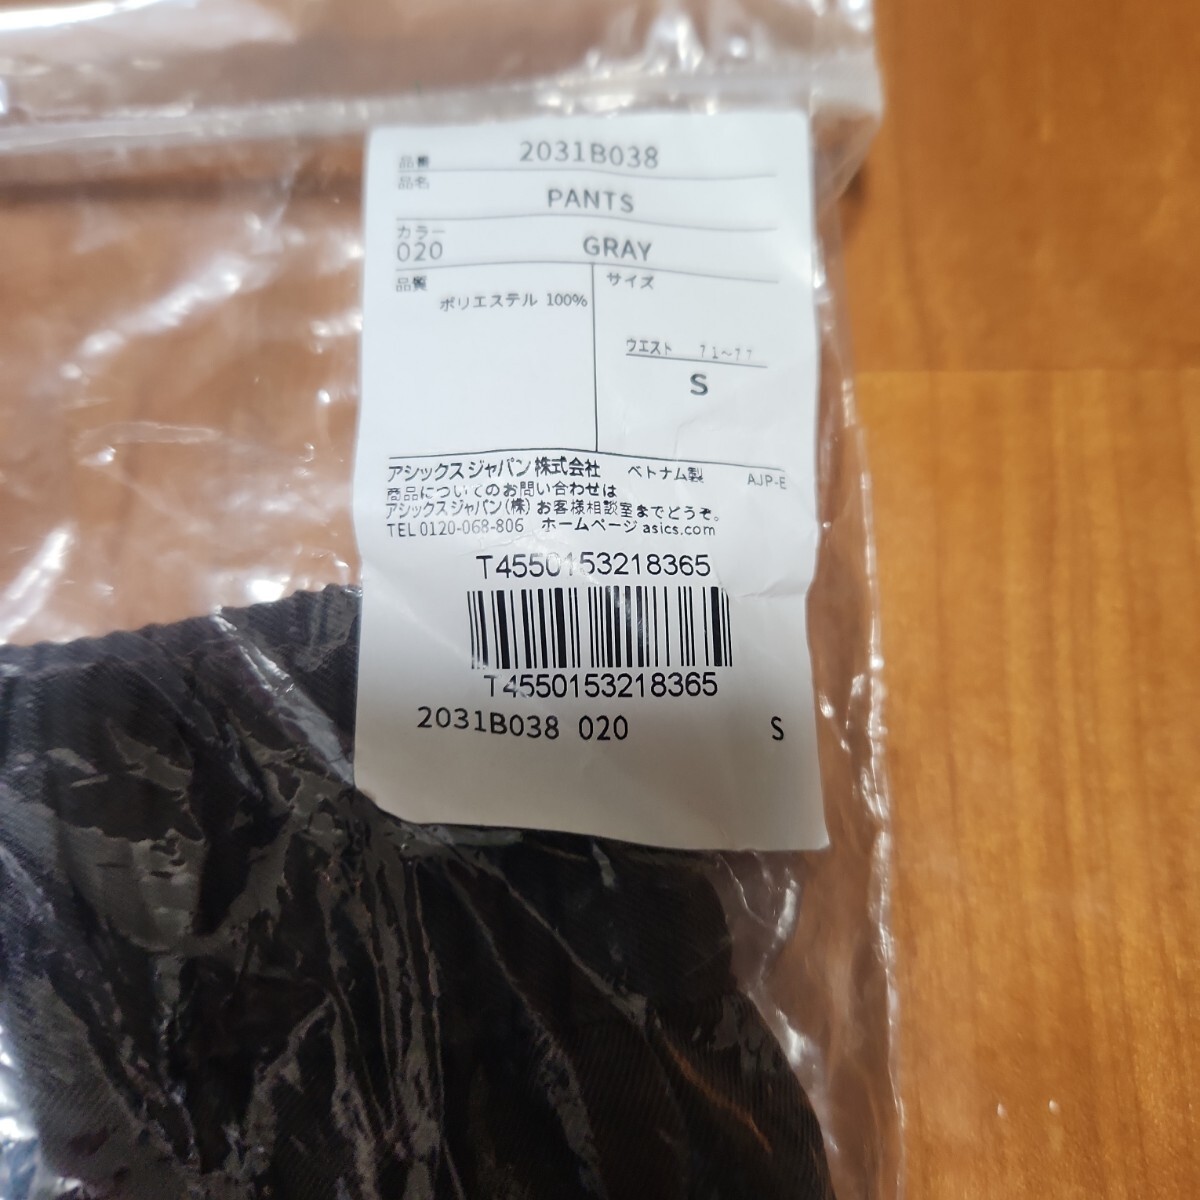 品番 2031B038
品名 PANTS
カラー
020 GRAY
品質 サイズ
ポリエステル 100%
ウエスト 71~77
S
アシックスジャパン株式会社 ベトナム製 AJP-E
商品についてのお問い合わせは
アシックスジャパン(株)お客様相談室までどうぞ。
TEL 0120-068-806 ホームページ asics.com
T4550153218365
T4550153218365
2031B038 020 S